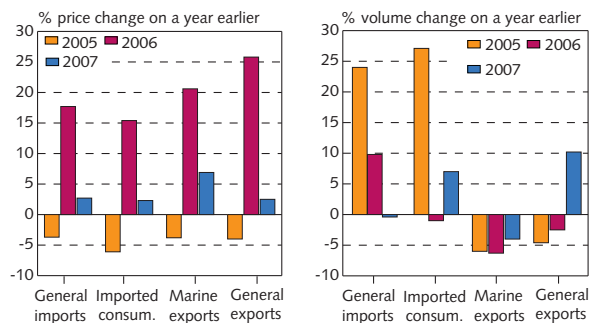 % price change on a year earlier
30
25
20
15
10
5
0
-5
-10
2005 2006
2007
General imports
Imported consum.
Marine exports
General exports
% volume change on a year earlier
30
25
20
15
10
5
0
-5
-10
2005 2006
2007
General imports
Imported consum.
Marine exports
General exports